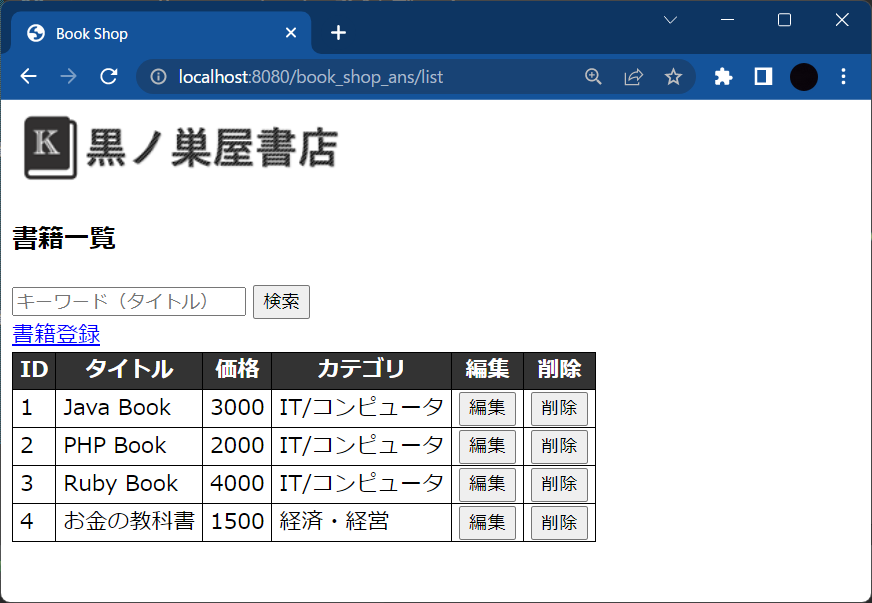 Book Shop
localhost:8080/book_shop_ans/list
K 黒ノ巣屋書店
書籍一覧
キーワード（タイトル） 検索
書籍登録
ID タイトル 価格 カテゴリ 編集 削除
1 Java Book 3000 IT/コンピュータ 編集 削除
2 PHP Book 2000 IT/コンピュータ 編集 削除
3 Ruby Book 4000 IT/コンピュータ 編集 削除
4 お金の教科書 1500 経済・経営 編集 削除